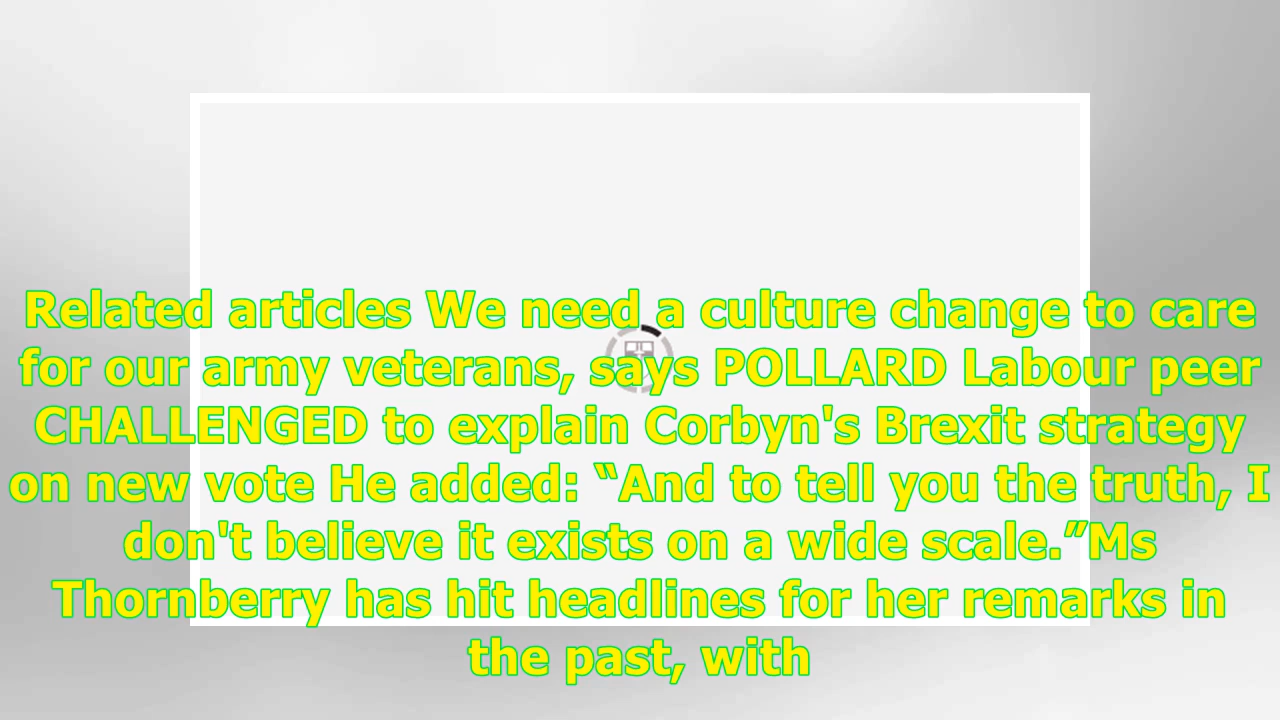 Related articles We need a culture change to care
for our army veterans, says POLLARD Labour peer
CHALLENGED to explain Corbyn's Brexit strategy
on new vote He added: “And to tell you the truth, I
don't believe it exists on a wide scale.”Ms
Thornberry has hit headlines for her remarks in
the past, with